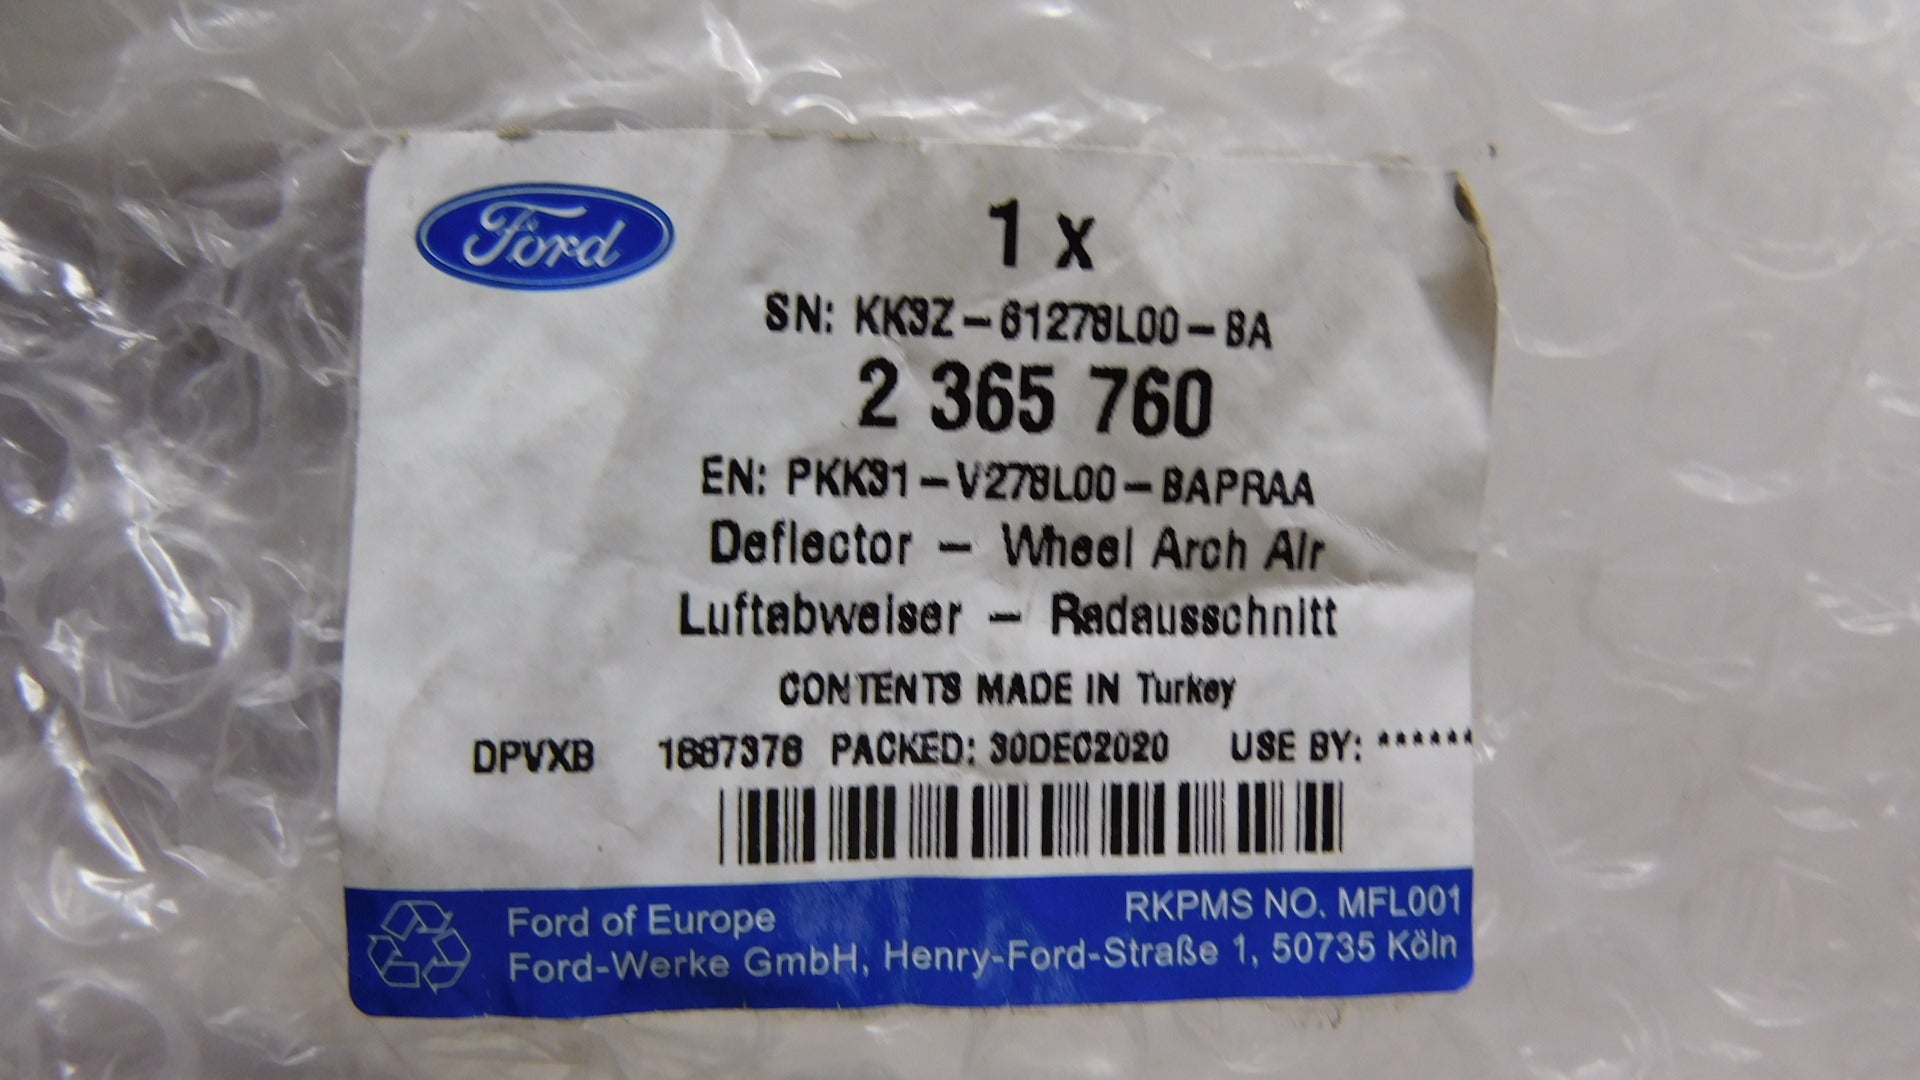 Ford
1 x
SN: KK3Z-61278L00-BA
2 365 760
EN: PKK31-V278L00-BAPRAA
Deflector - Wheel Arch Air
Luftabweiser - Radausschnitt
CONTENTS MADE IN Turkey
DPVXB 1667376 PACKED: 30DEC2020 USE BY: ******
RKPMS NO. MFL001
Ford of Europe
Ford-Werke GmbH, Henry-Ford-Straße 1, 50735 Köln